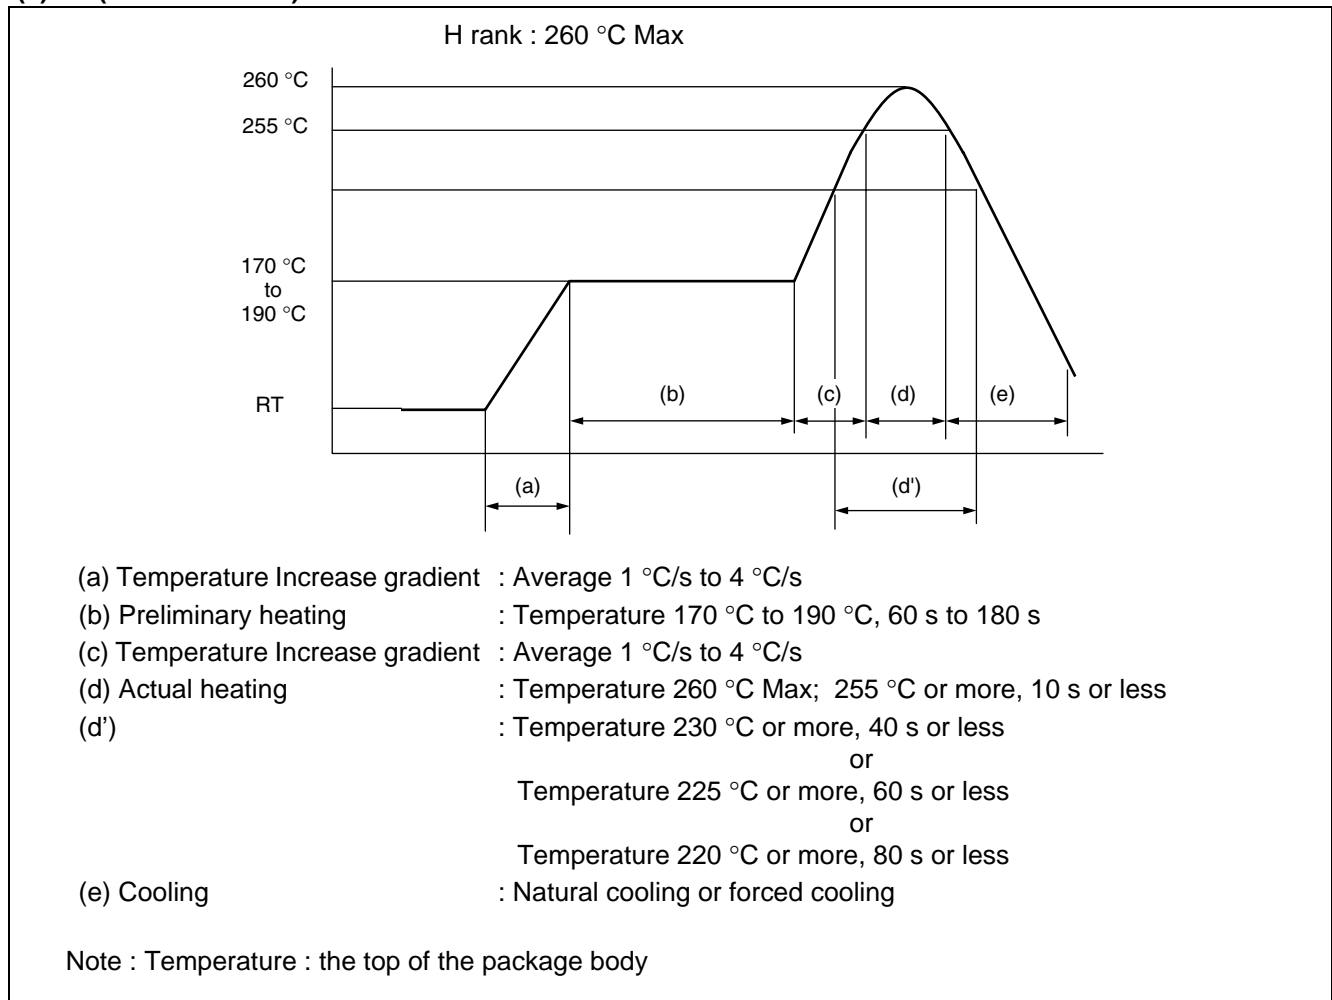 H rank : 260 °C Max
260 °C
255 °C
170 °C
to
190 °C
RT
(b)
(c)
(d)
(e)
(a)
(d')
(a) Temperature Increase gradient : Average 1 °C/s to 4 °C/s
(b) Preliminary heating : Temperature 170 °C to 190 °C, 60 s to 180 s
(c) Temperature Increase gradient : Average 1 °C/s to 4 °C/s
(d) Actual heating : Temperature 260 °C Max; 255 °C or more, 10 s or less
(d’) : Temperature 230 °C or more, 40 s or less
or
Temperature 225 °C or more, 60 s or less
or
Temperature 220 °C or more, 80 s or less
(e) Cooling : Natural cooling or forced cooling
Note : Temperature : the top of the package body